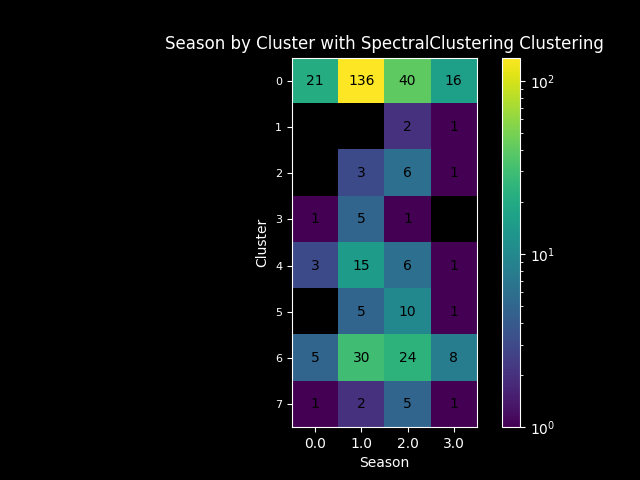 Season by Cluster with SpectralClustering Clustering
0 21 136 40 16
1 2 1
2 3 6 1
3 1 5 1
4 3 15 6 1
5 5 10 1
6 5 30 24 8
7 1 2 5 1
0.0 1.0 2.0 3.0
Season
Cluster
10²
10¹
10⁰